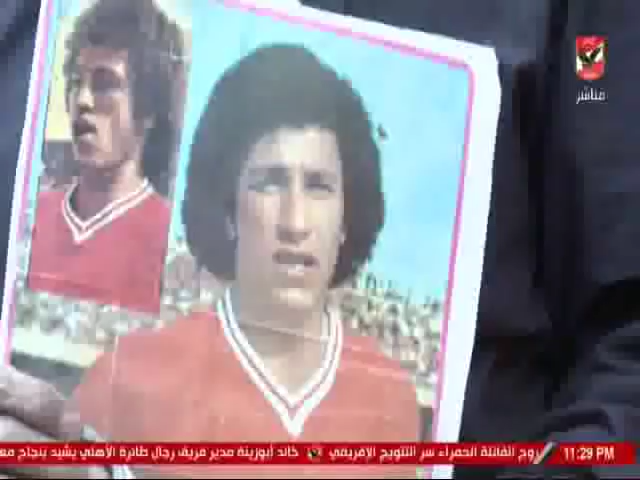 مباشر
روح الفانلة الحمراء سر التتويج الإفريقي خالد أبوزينة مدير فريق رجال طائرة الأهلي يشيد بنجاح
11:29 PM